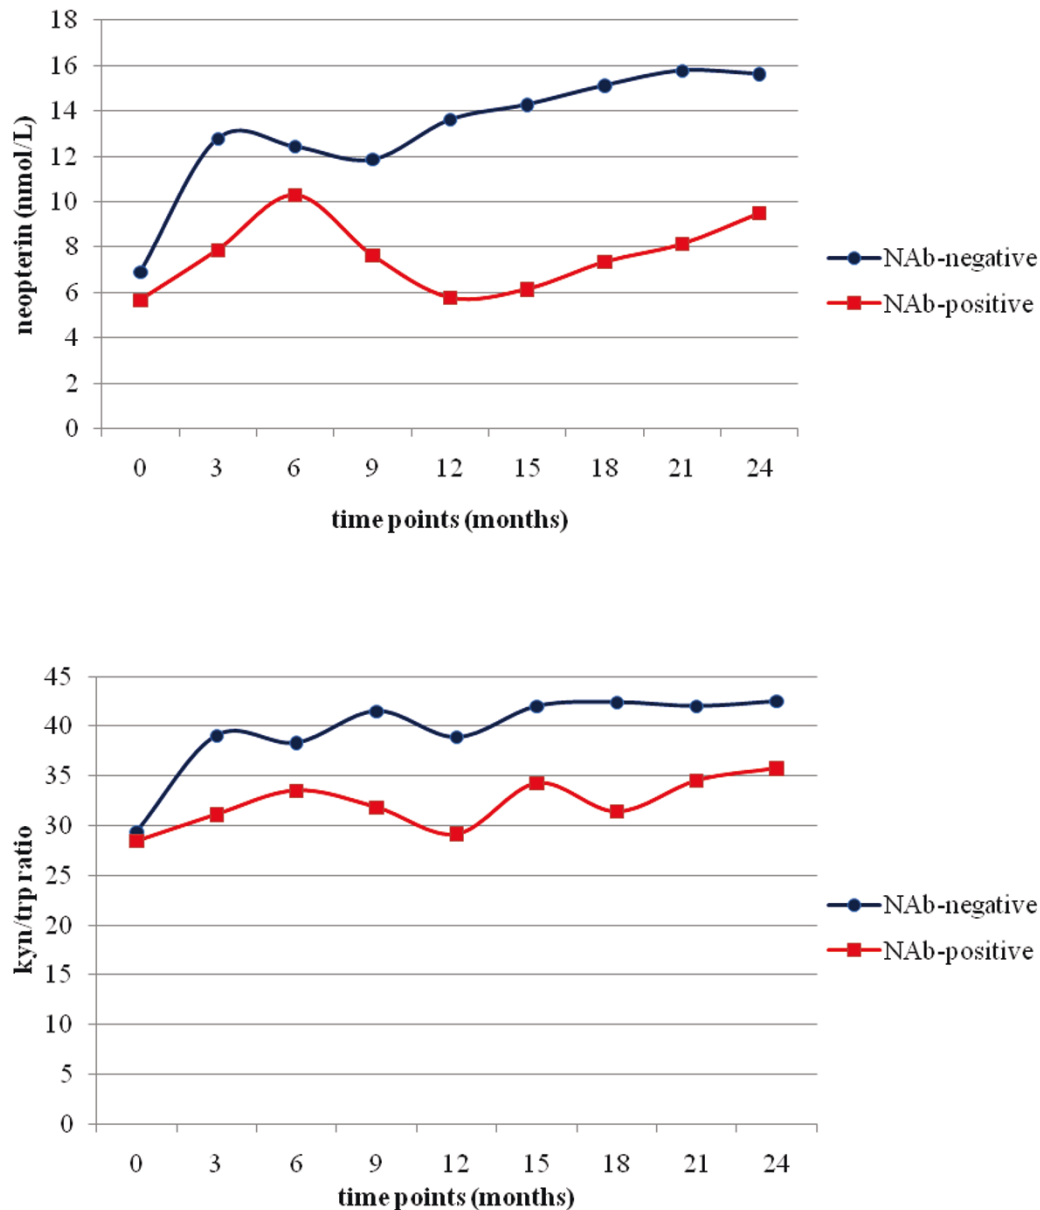 18
16
14
12
10
8
6
4
2
0
neopterin (nmol/L)
0 3 6 9 12 15 18 21 24
time points (months)
NAb-negative
NAb-positive
45
40
35
30
25
20
15
10
5
0
kyn/trp ratio
0 3 6 9 12 15 18 21 24
time points (months)
NAb-negative
NAb-positive